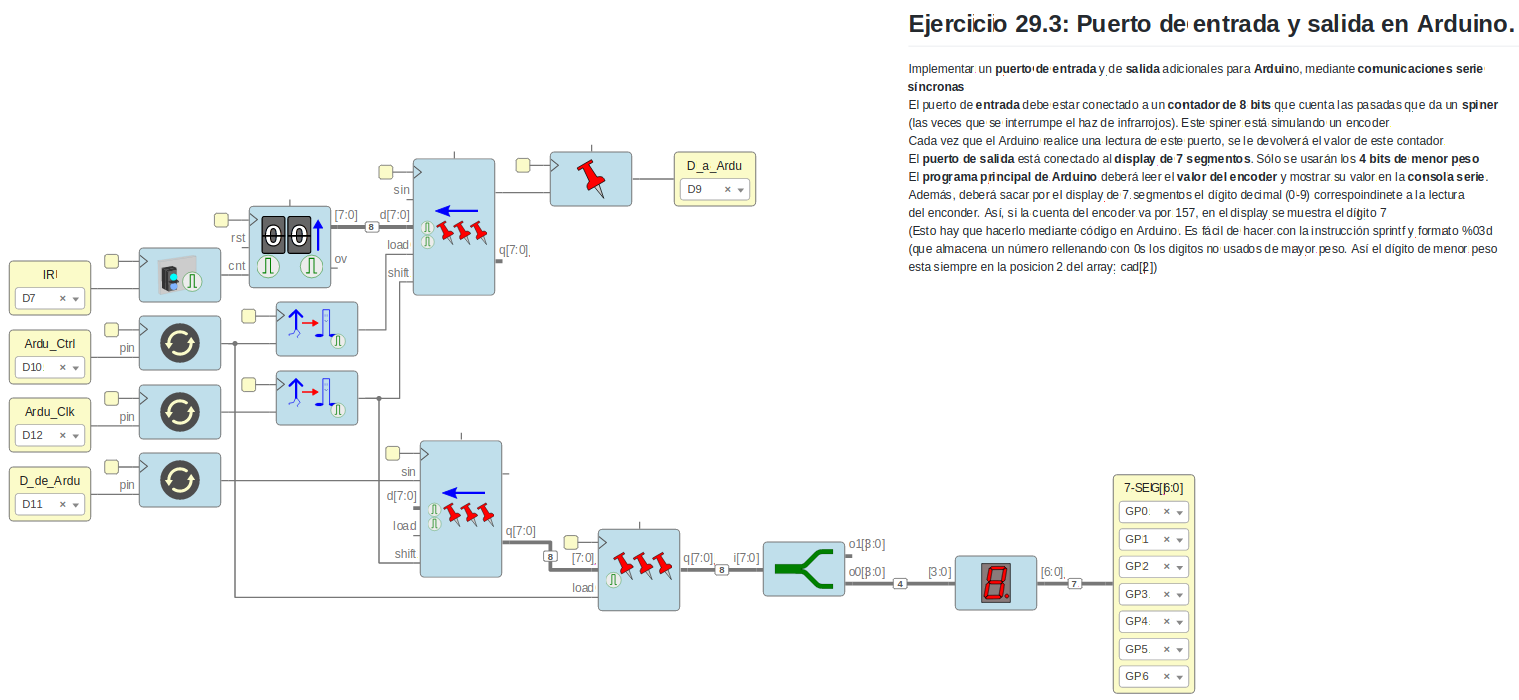 Ejercicio 29.3: Puerto de entrada y salida en Arduino.
Implementar un puerto de entrada y de salida adicionales para Arduino, mediante comunicaciones serie
síncronas
El puerto de entrada debe estar conectado a un contador de 8 bits que cuenta las pasadas que da un spiner
(las veces que se interrumpe el haz de infrarrojos). Este spiner está simulando un encoder
Cada vez que el Arduino realice una lectura de este puerto, se le devolverá el valor de este contador
El puerto de salida está conectado al display de 7 segmentos. Sólo se usarán los 4 bits de menor peso
El programa principal de Arduino deberá leer el valor del encoder y mostrar su valor en la consola serie.
Además, deberá sacar por el display de 7 segmentos el dígito decimal (0-9) correspoindinete a la lectura
del enconder. Así, si la cuenta del encoder va por 157, en el display se muestra el dígito 7
(Esto hay que hacerlo mediante código en Arduino. Es fácil de hacer con la instrucción sprintf y formato %03d
(que almacena un número rellenando con 0s los digitos no usados de mayor peso. Así el dígito de menor peso
esta siempre en la posicion 2 del array: cad[2])
D_a_Ardu
D9
sin
d[7:0]
load
shift
q[7:0]
[7:0]
8
rst
cnt
ov
00
IR
D7
Ardu_Ctrl
D10
pin
Ardu_Clk
D12
pin
D_de_Ardu
D11
pin
sin
d[7:0]
load
shift
q[7:0]
8
[7:0]
load
q[7:0]
8
i[7:0]
o1[3:0]
o0[3:0]
4
[3:0]
8.
[6:0]
7
7-SEG[6:0]
GP0
GP1
GP2
GP3
GP4
GP5
GP6